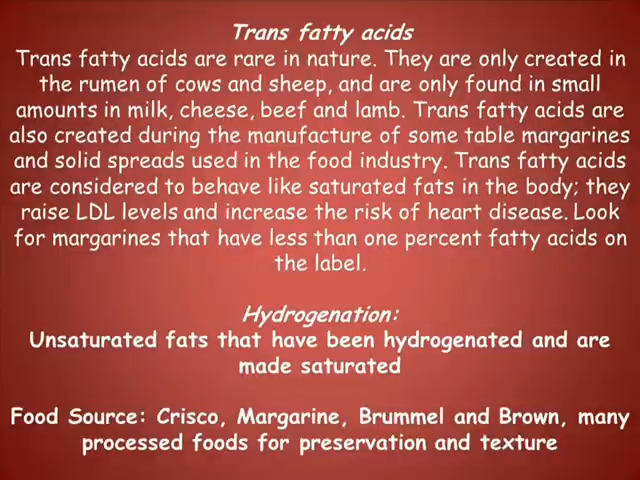 Trans fatty acids
Trans fatty acids are rare in nature. They are only created in
the rumen of cows and sheep, and are only found in small
amounts in milk, cheese, beef and lamb. Trans fatty acids are
also created during the manufacture of some table margarines
and solid spreads used in the food industry. Trans fatty acids
are considered to behave like saturated fats in the body; they
raise LDL levels and increase the risk of heart disease. Look
for margarines that have less than one percent fatty acids on
the label.
Hydrogenation:
Unsaturated fats that have been hydrogenated and are
made saturated
Food Source: Crisco, Margarine, Brummel and Brown, many
processed foods for preservation and texture